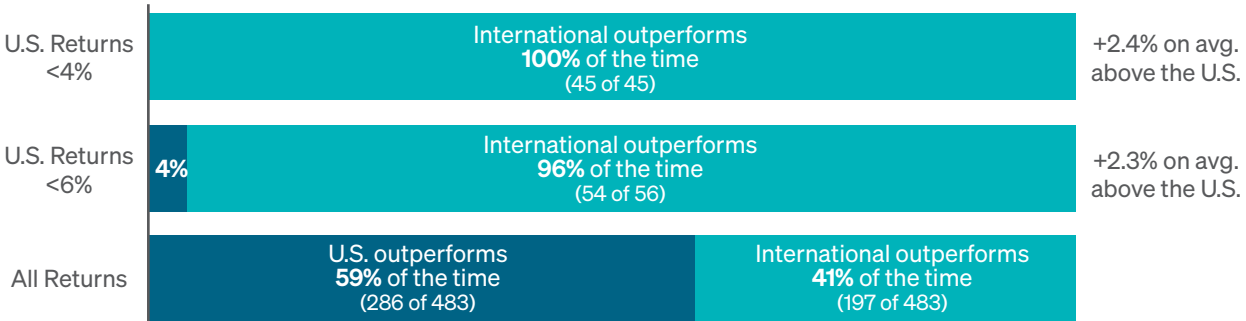 U.S. Returns
<4%
International outperforms
100% of the time
(45 of 45)
+2.4% on avg.
above the U.S.
U.S. Returns
<6%
4%
International outperforms
96% of the time
(54 of 56)
+2.3% on avg.
above the U.S.
All Returns
U.S. outperforms
59% of the time
(286 of 483)
International outperforms
41% of the time
(197 of 483)